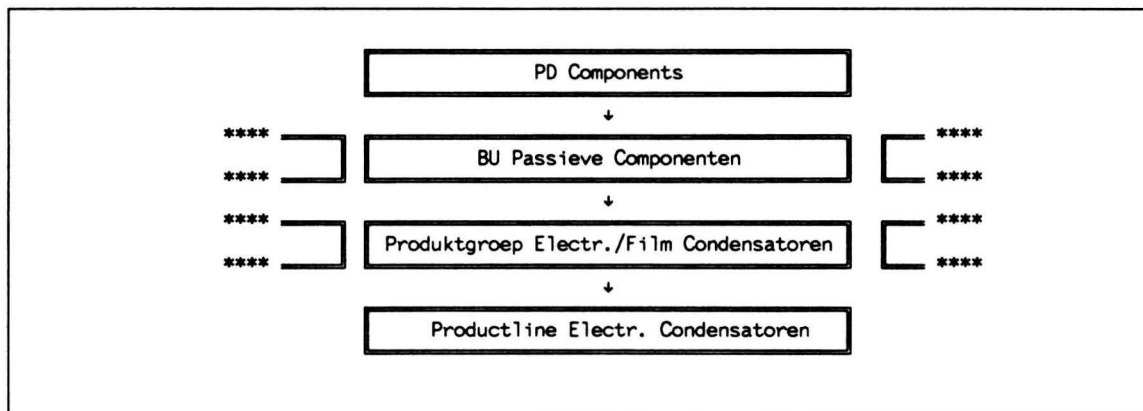 PD Components
↓
**** BU Passieve Componenten ****
**** ****
↓
**** Produktgroep Electr./Film Condensatoren ****
**** ****
↓
Productline Electr. Condensatoren